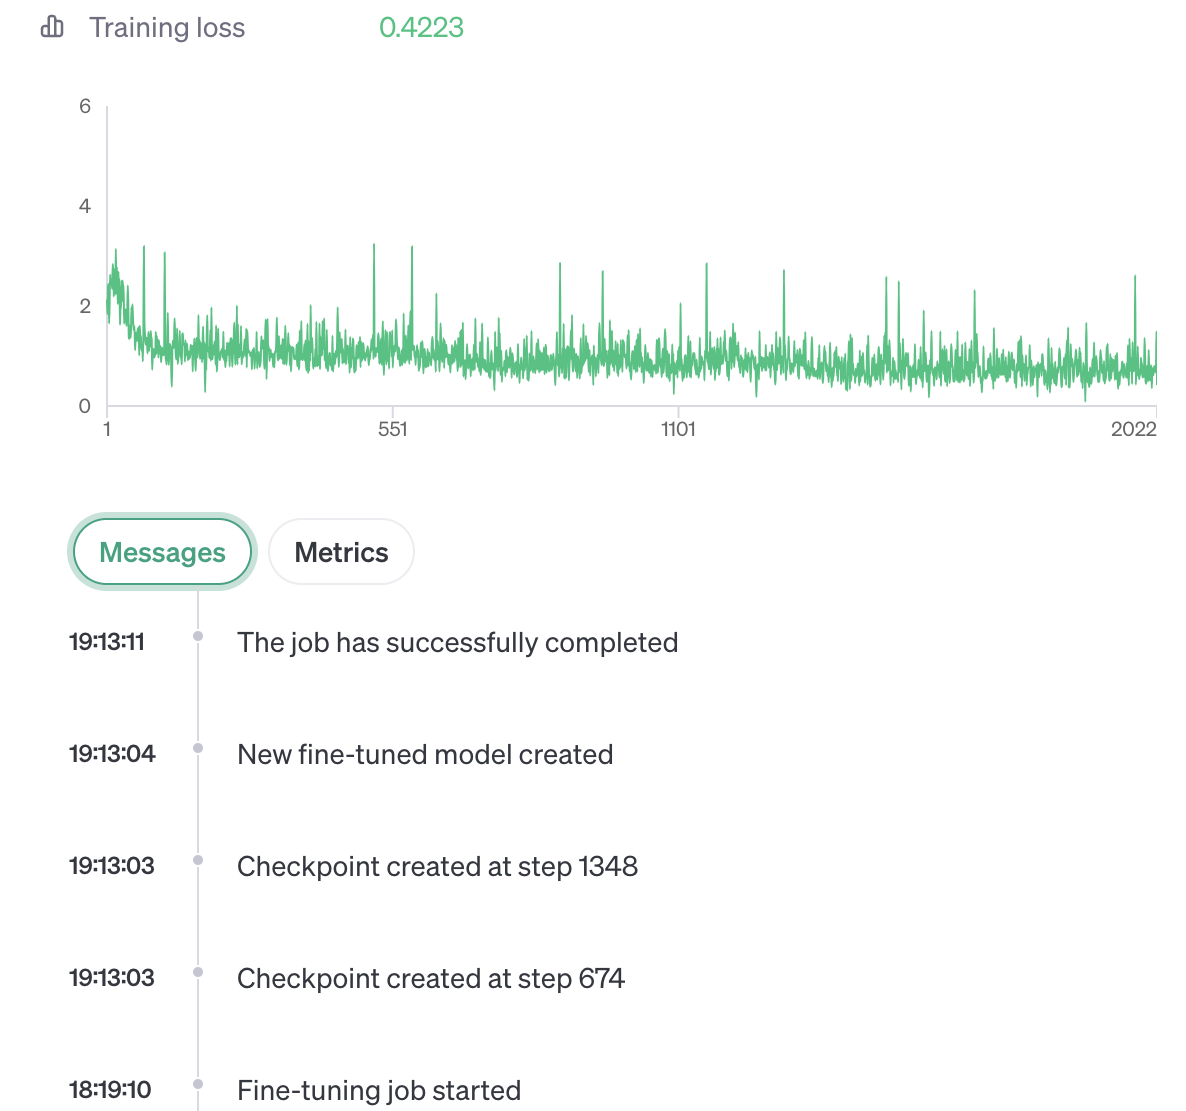 Training loss 0.4223
6
4
2
0
1 551 1101 2022
Messages Metrics
19:13:11 The job has successfully completed
19:13:04 New fine-tuned model created
19:13:03 Checkpoint created at step 1348
19:13:03 Checkpoint created at step 674
18:19:10 Fine-tuning job started